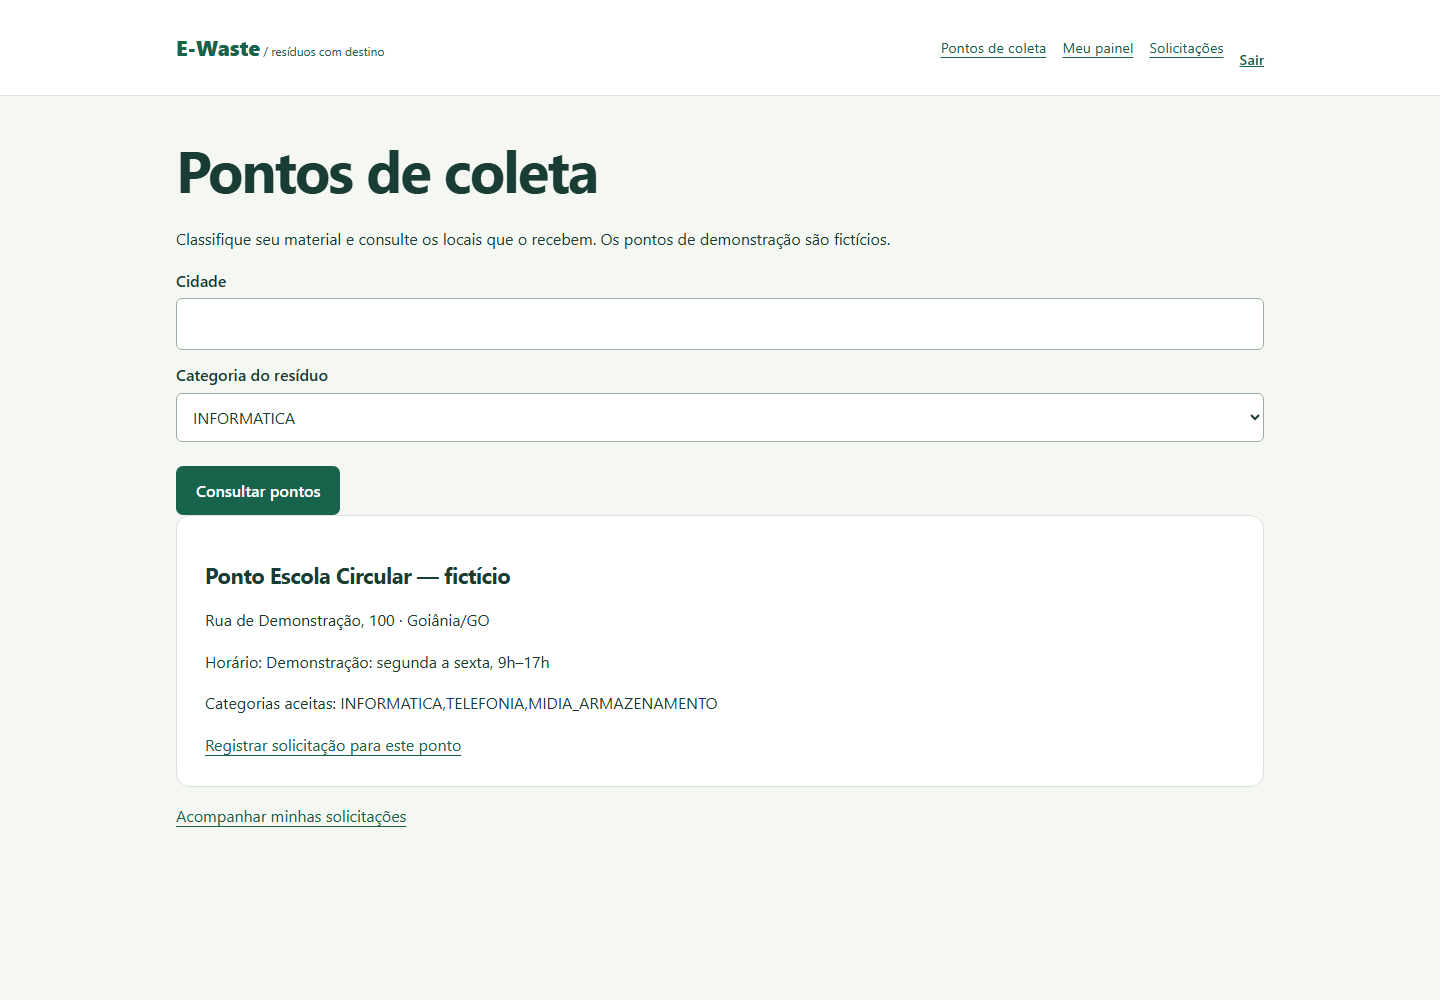 E-Waste / resíduos com destino
Pontos de coleta
Meu painel
Solicitações
Sair
Pontos de coleta
Classifique seu material e consulte os locais que o recebem. Os pontos de demonstração são fictícios.
Cidade
Categoria do resíduo
INFORMATICA
Consultar pontos
Ponto Escola Circular — fictício
Rua de Demonstração, 100 · Goiânia/GO
Horário: Demonstração: segunda a sexta, 9h–17h
Categorias aceitas: INFORMATICA,TELEFONIA,MIDIA_ARMAZENAMENTO
Registrar solicitação para este ponto
Acompanhar minhas solicitações